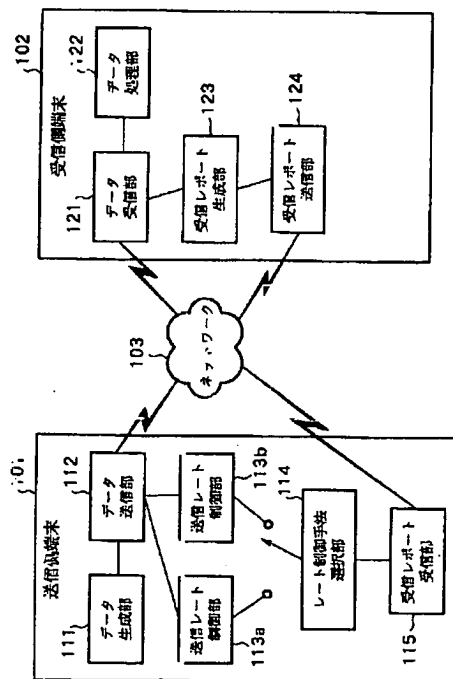 101
送信側端末
111
データ
生成部
112
データ
送信部
送信レート
制御部
113a
送信レート
制御部
113b
114
レート制御手法
選択部
受信レポート
受信部
115
103
ネットワーク
102
受信側端末
121
データ
受信部
122
データ
処理部
受信レポート
生成部
123
受信レポート
送信部
124